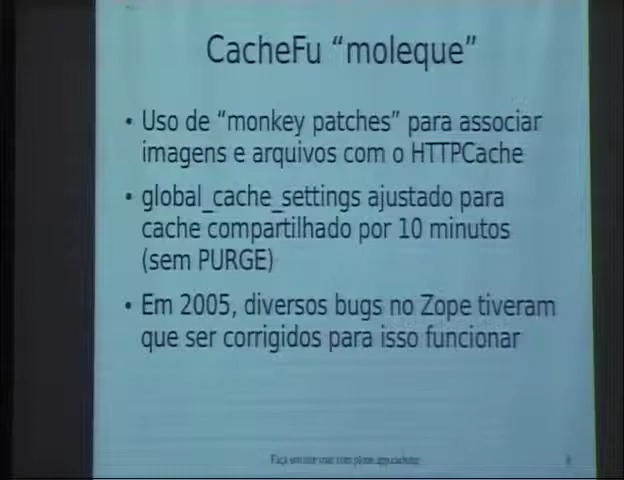 CacheFu “moleque”
• Uso de “monkey patches” para associar
imagens e arquivos com o HTTPCache
• global_cache_settings ajustado para
cache compartilhado por 10 minutos
(sem PURGE)
• Em 2005, diversos bugs no Zope tiveram
que ser corrigidos para isso funcionar